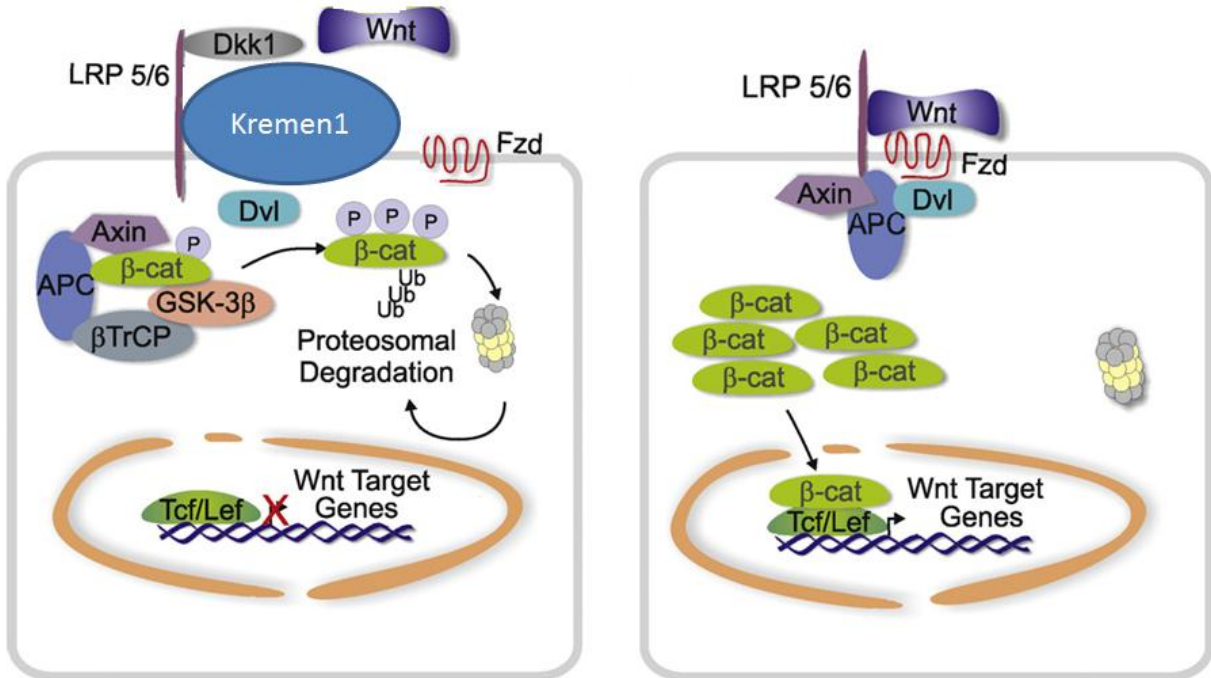 Dkk1
Wnt
LRP 5/6
Kremen1
Fzd
Dvl
Axin
P
β-cat
APC
GSK-3β
βTrCP
P P P
β-cat
Ub
Ub
Ub
Proteosomal
Degradation
Wnt Target
Genes
Tcf/Lef
X
LRP 5/6
Wnt
Fzd
Axin
Dvl
APC
β-cat
β-cat
β-cat
β-cat
β-cat
β-cat
Wnt Target
Genes
Tcf/Lef